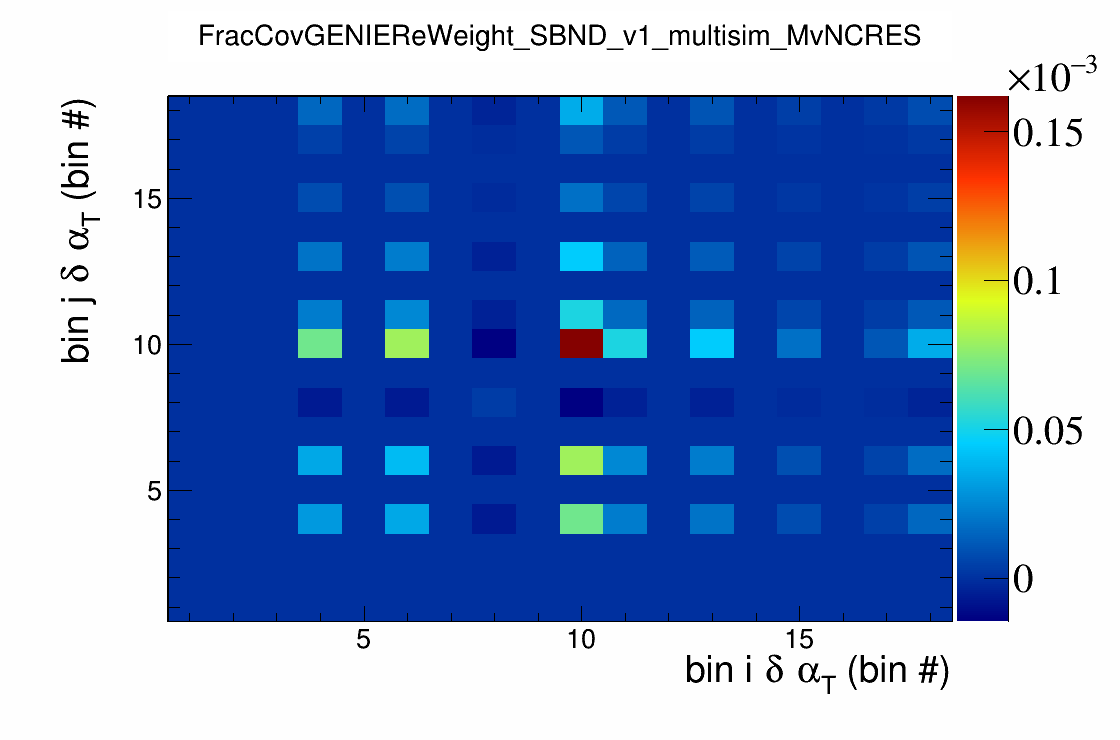 FracCovGENIEReWeight_SBND_v1_multisim_MvNCRES
×10⁻³
bin j δ α_T (bin #)
15
10
5
0.15
0.1
0.05
0
5 10 15
bin i δ α_T (bin #)